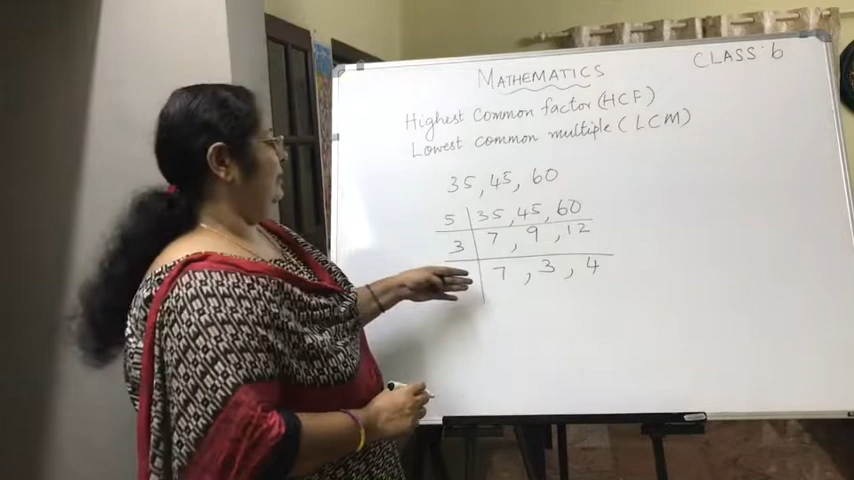 MATHEMATICS CLASS: 6
Highest Common factor (HCF)
Lowest common multiple (LCM)
35, 45, 60
5 | 35, 45, 60
3 | 7, 9, 12
7, 3, 4